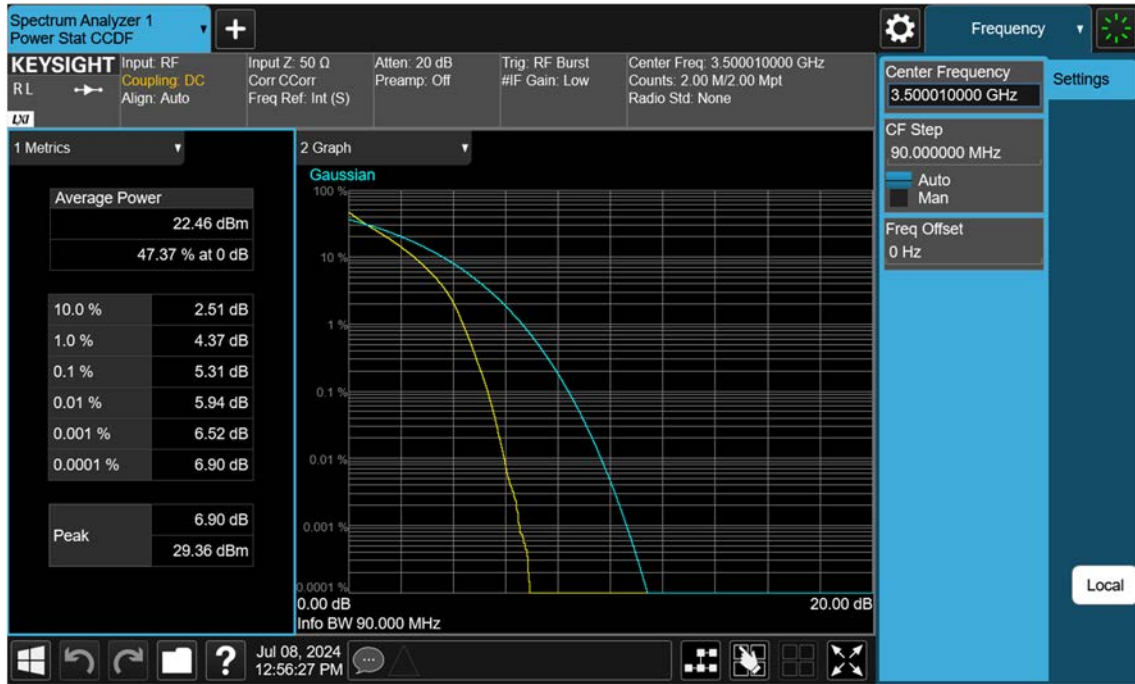 Spectrum Analyzer 1
Power Stat CCDF
+
Frequency
KEYSIGHT
RL
LXI
Input: RF
Coupling: DC
Align: Auto
Input Z: 50 Ω
Corr CCorr
Freq Ref: Int (S)
Atten: 20 dB
Preamp: Off
Trig: RF Burst
#IF Gain: Low
Center Freq: 3.500010000 GHz
Counts: 2.00 M/2.00 Mpt
Radio Std: None
Center Frequency
3.500010000 GHz
Settings
CF Step
90.000000 MHz
Auto
Man
Freq Offset
0 Hz
1 Metrics
Average Power
22.46 dBm
47.37 % at 0 dB
10.0 % 2.51 dB
1.0 % 4.37 dB
0.1 % 5.31 dB
0.01 % 5.94 dB
0.001 % 6.52 dB
0.0001 % 6.90 dB
Peak
6.90 dB
29.36 dBm
2 Graph
Gaussian
100 %
10 %
1 %
0.1 %
0.01 %
0.001 %
0.0001 %
0.00 dB 20.00 dB
Info BW 90.000 MHz
Local
?
Jul 08, 2024
12:56:27 PM